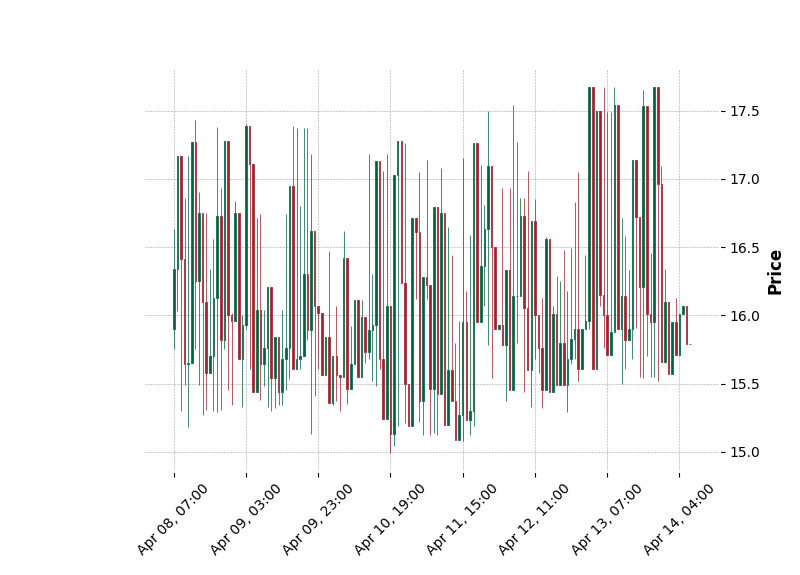 17.5
17.0
16.5
16.0
15.5
15.0
Price
Apr 08, 07:00
Apr 09, 03:00
Apr 09, 23:00
Apr 10, 19:00
Apr 11, 15:00
Apr 12, 11:00
Apr 13, 07:00
Apr 14, 04:00